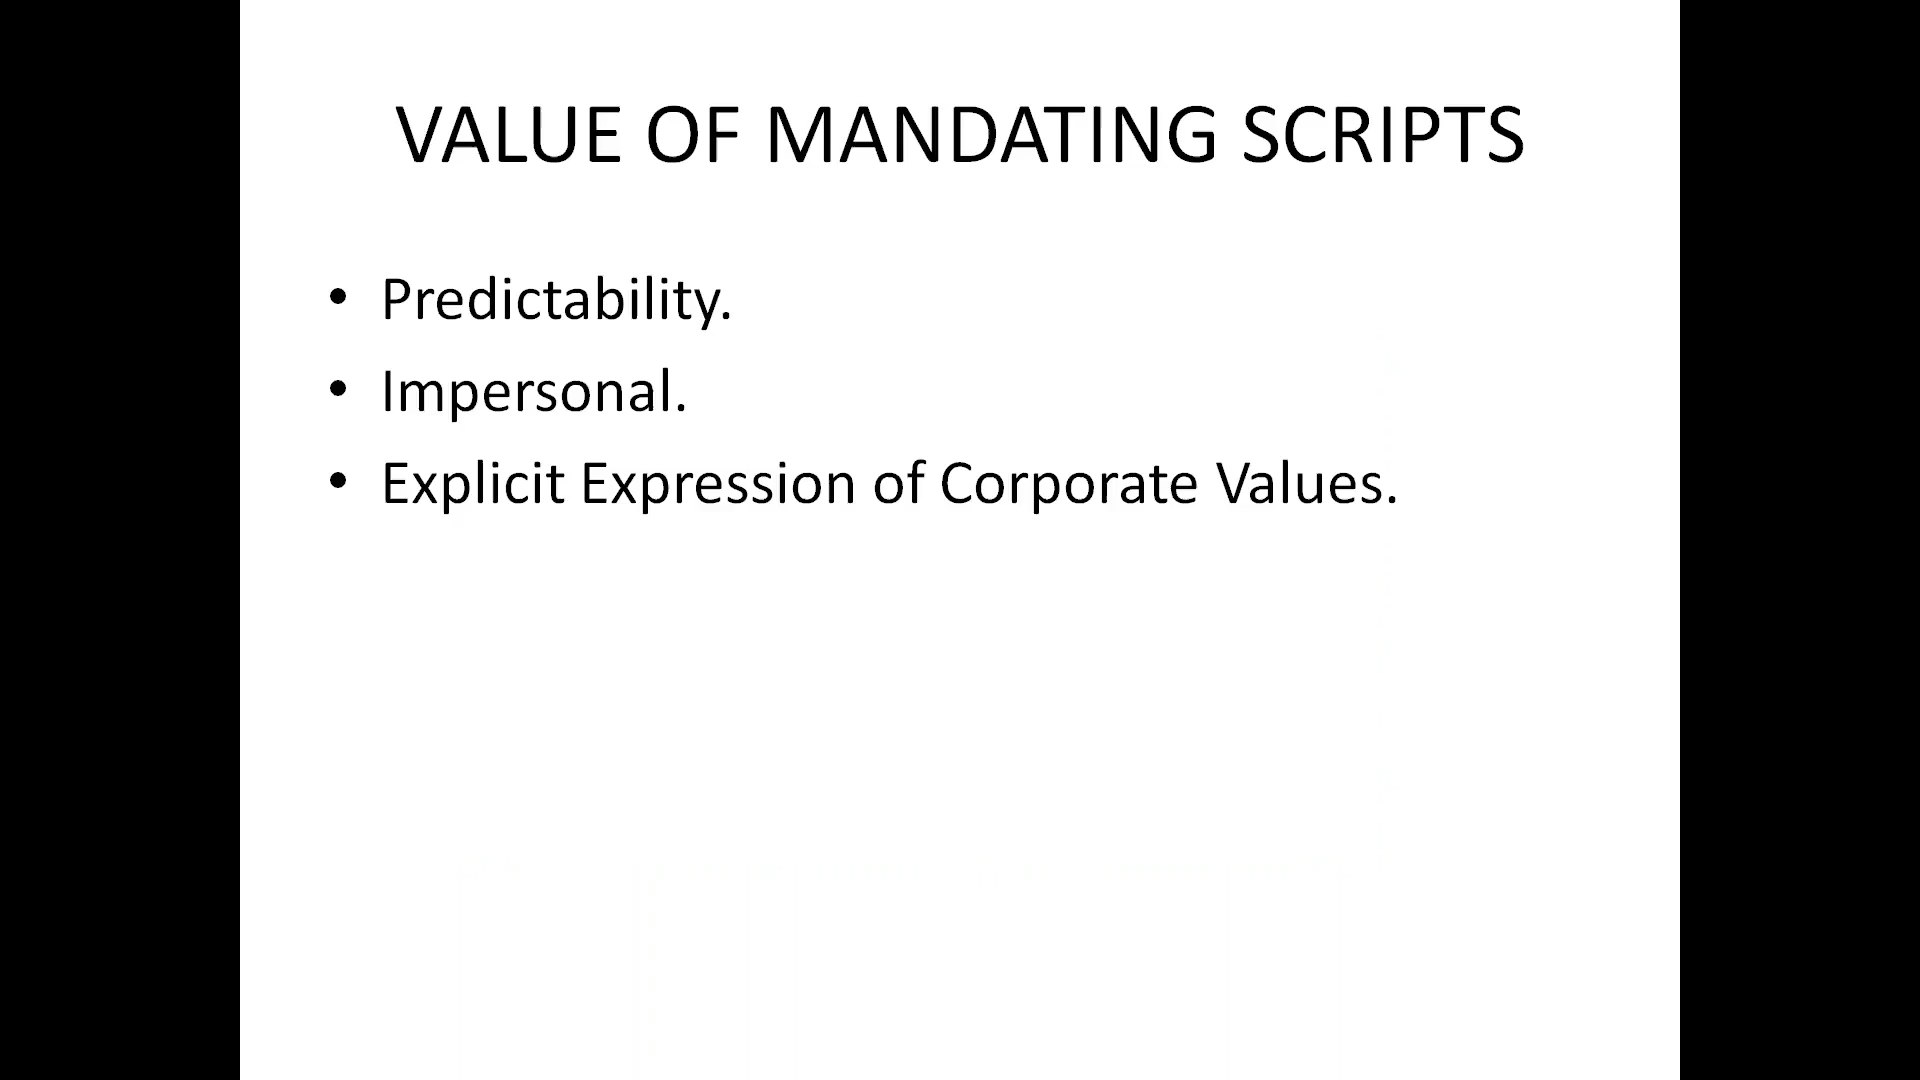 VALUE OF MANDATING SCRIPTS
• Predictability.
• Impersonal.
• Explicit Expression of Corporate Values.